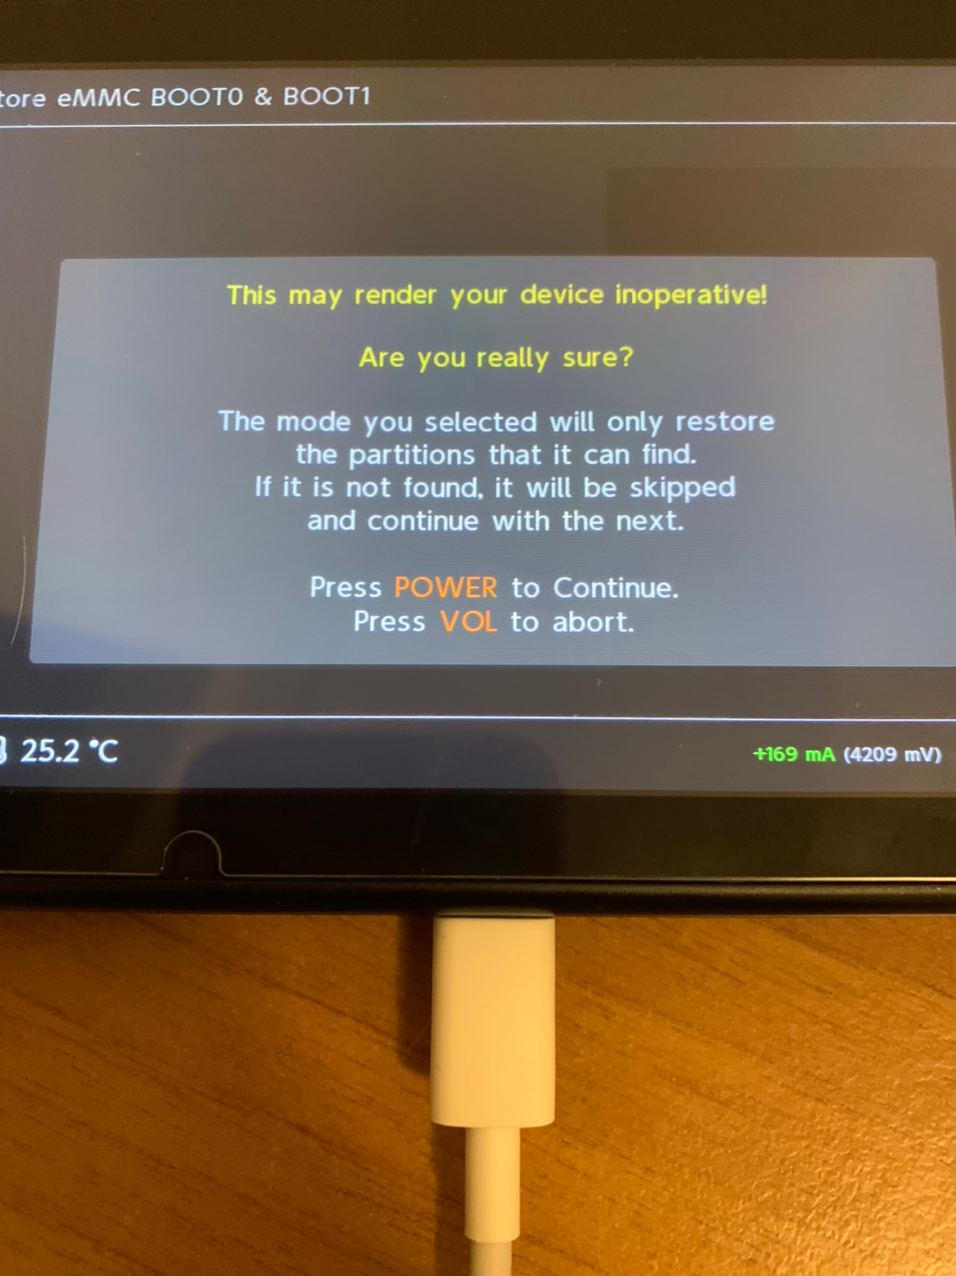 tore eMMC BOOT0 & BOOT1
This may render your device inoperative!
Are you really sure?
The mode you selected will only restore
the partitions that it can find.
If it is not found, it will be skipped
and continue with the next.
Press POWER to Continue.
Press VOL to abort.
25.2 °C
+169 mA (4209 mV)